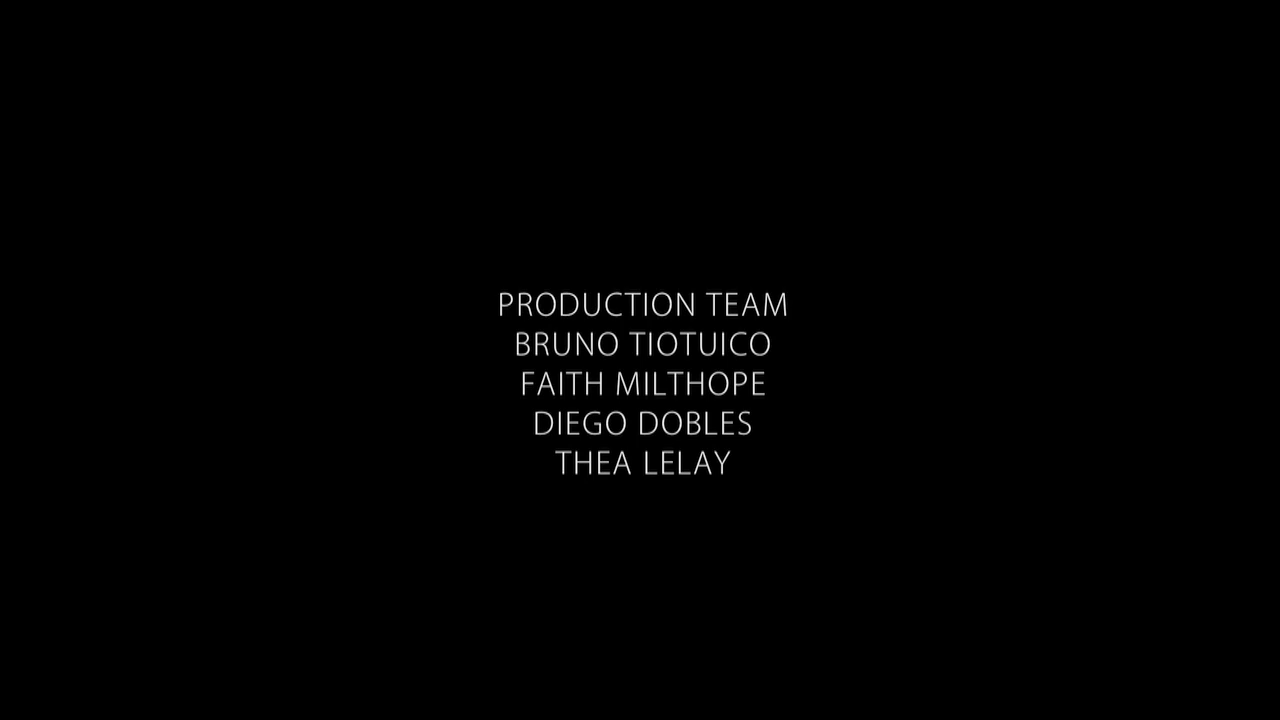 PRODUCTION TEAM
BRUNO TIOTUICO
FAITH MILTHOPE
DIEGO DOBLES
THEA LELAY